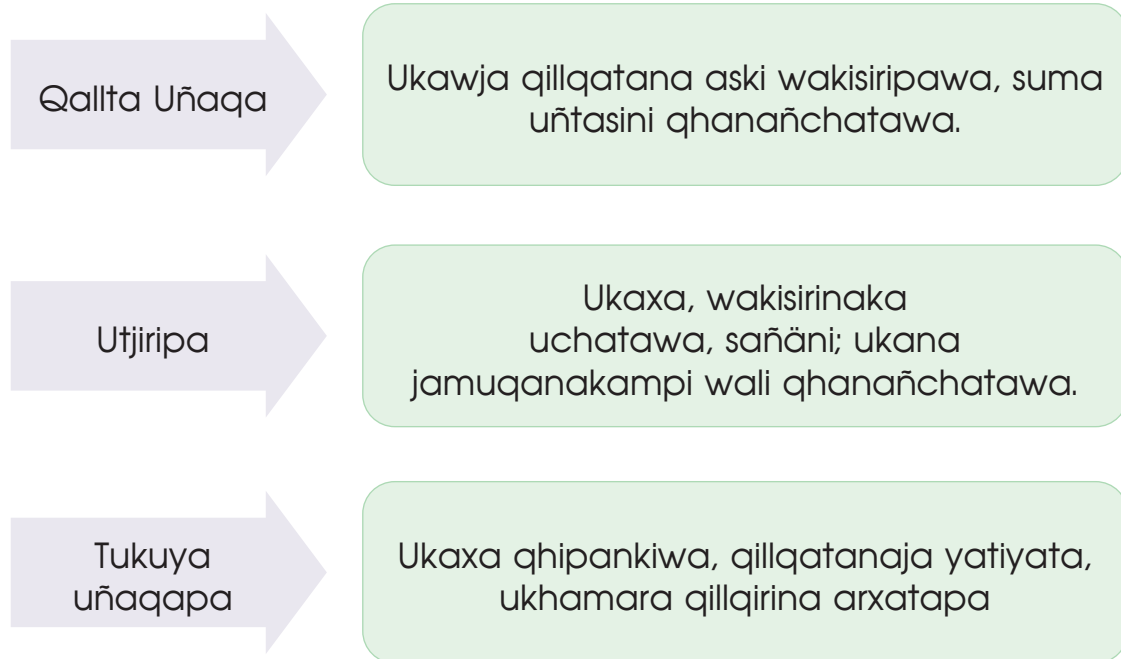 Qallta Uñaqa
Ukawja qillqatana aski wakisiripawa, suma
uñtasini qhanañchatawa.
Utjiripa
Ukaxa, wakisirinaka
uchatawa, sañäni; ukana
jamuqanakampi wali qhanañchatawa.
Tukuya
uñaqapa
Ukaxa qhipankiwa, qillqatanaja yatiyata,
ukhamara qillqirina arxatapa